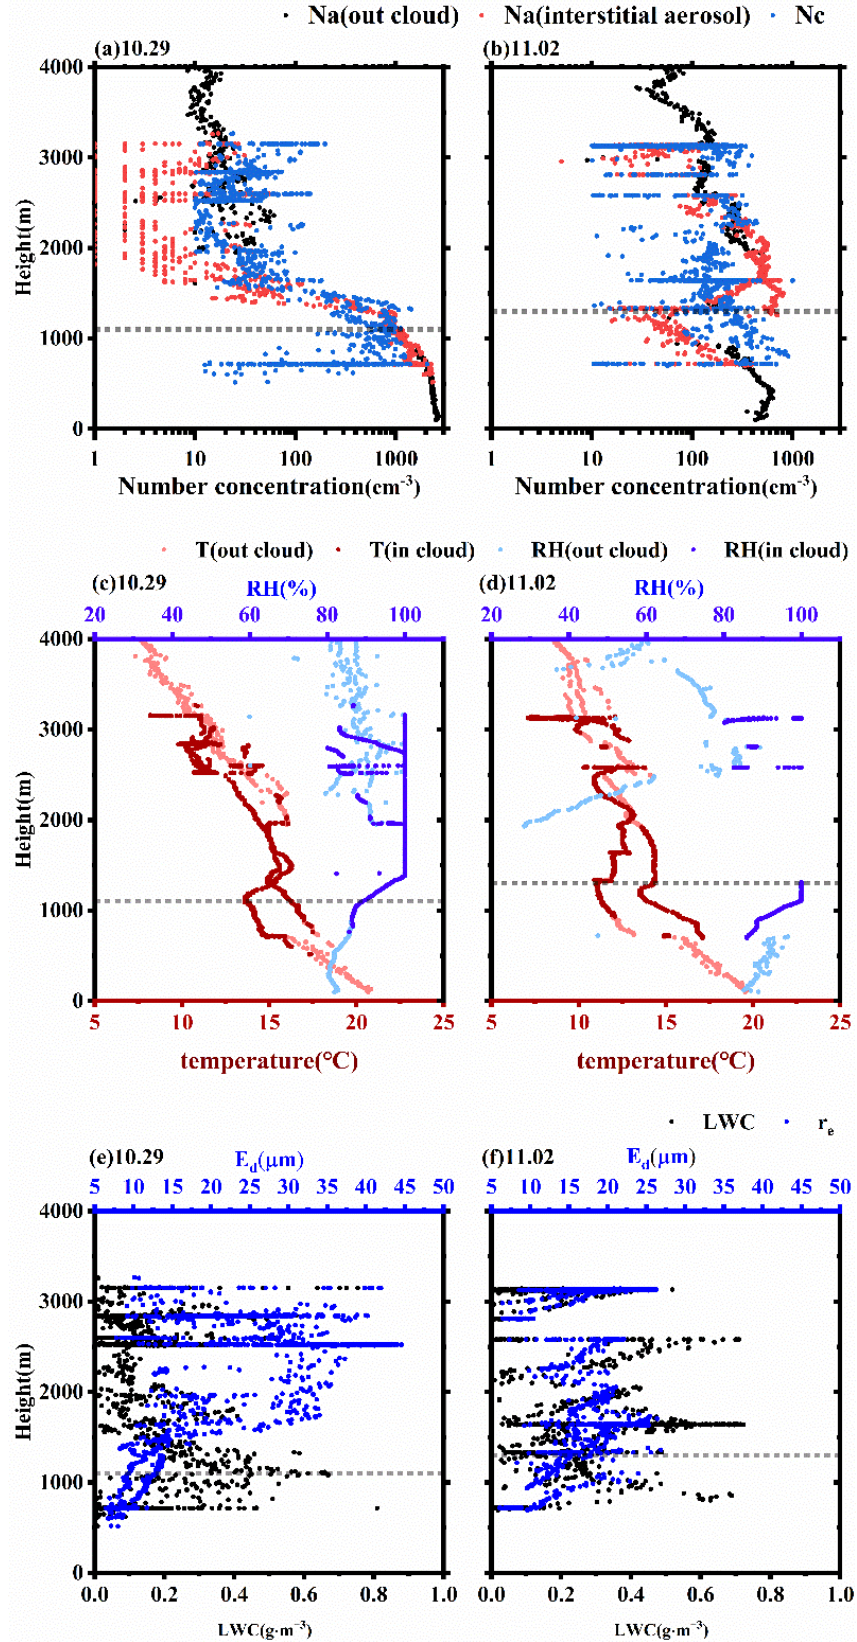 Na(out cloud) Na(interstitial aerosol) Nc
(a)10.29 (b)11.02
4000
3000
2000
1000
0
Height(m)
1 10 100 1000 1 10 100 1000
Number concentration(cm⁻³) Number concentration(cm⁻³)
T(out cloud) T(in cloud) RH(out cloud) RH(in cloud)
(c)10.29 RH(%) (d)11.02 RH(%)
20 40 60 80 100 20 40 60 80 100
4000
3000
2000
1000
0
Height(m)
5 10 15 20 25 5 10 15 20 25
temperature(°C) temperature(°C)
LWC rₑ
(e)10.29 E_d(μm) (f)11.02 E_d(μm)
5 10 15 20 25 30 35 40 45 50 5 10 15 20 25 30 35 40 45 50
4000
3000
2000
1000
0
Height(m)
0.0 0.2 0.4 0.6 0.8 1.0 0.0 0.2 0.4 0.6 0.8 1.0
LWC(g·m⁻³) LWC(g·m⁻³)